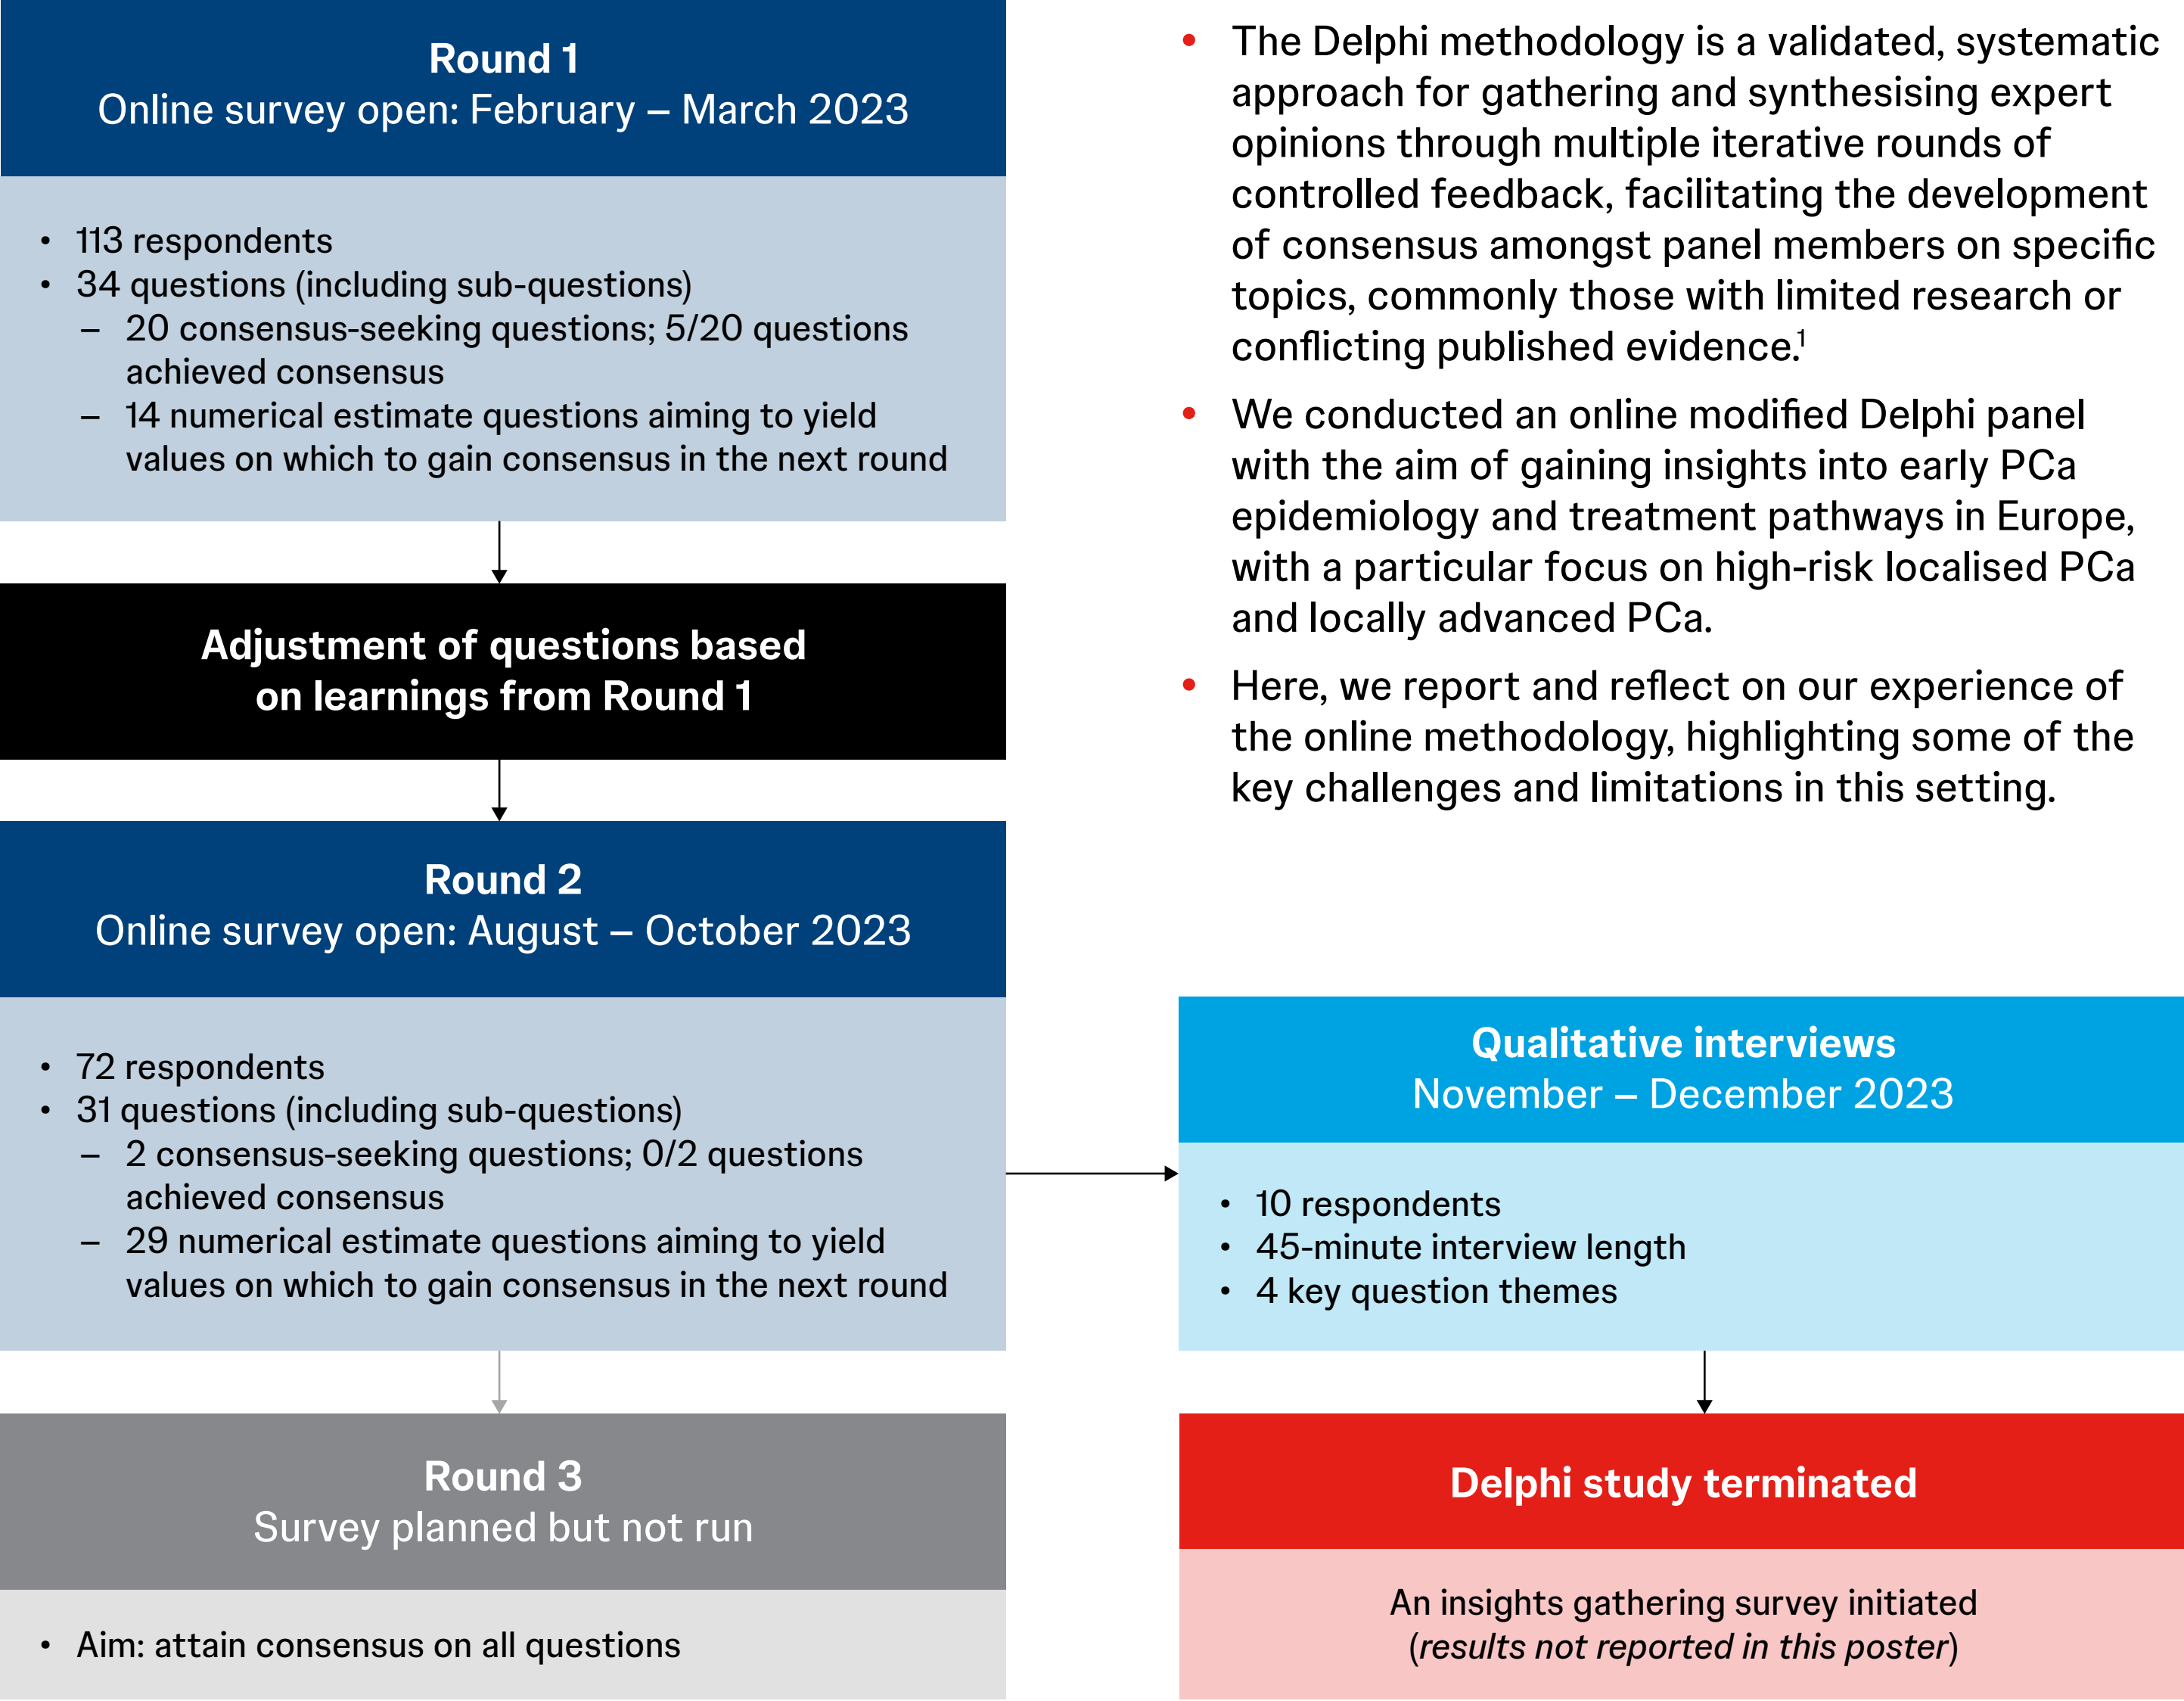 Round 1
Online survey open: February – March 2023
• 113 respondents
• 34 questions (including sub-questions)
– 20 consensus-seeking questions; 5/20 questions
achieved consensus
– 14 numerical estimate questions aiming to yield
values on which to gain consensus in the next round
Adjustment of questions based
on learnings from Round 1
Round 2
Online survey open: August – October 2023
• 72 respondents
• 31 questions (including sub-questions)
– 2 consensus-seeking questions; 0/2 questions
achieved consensus
– 29 numerical estimate questions aiming to yield
values on which to gain consensus in the next round
Round 3
Survey planned but not run
• Aim: attain consensus on all questions
• The Delphi methodology is a validated, systematic
approach for gathering and synthesising expert
opinions through multiple iterative rounds of
controlled feedback, facilitating the development
of consensus amongst panel members on specific
topics, commonly those with limited research or
conflicting published evidence.¹
• We conducted an online modified Delphi panel
with the aim of gaining insights into early PCa
epidemiology and treatment pathways in Europe,
with a particular focus on high-risk localised PCa
and locally advanced PCa.
• Here, we report and reflect on our experience of
the online methodology, highlighting some of the
key challenges and limitations in this setting.
Qualitative interviews
November – December 2023
• 10 respondents
• 45-minute interview length
• 4 key question themes
Delphi study terminated
An insights gathering survey initiated
(results not reported in this poster)